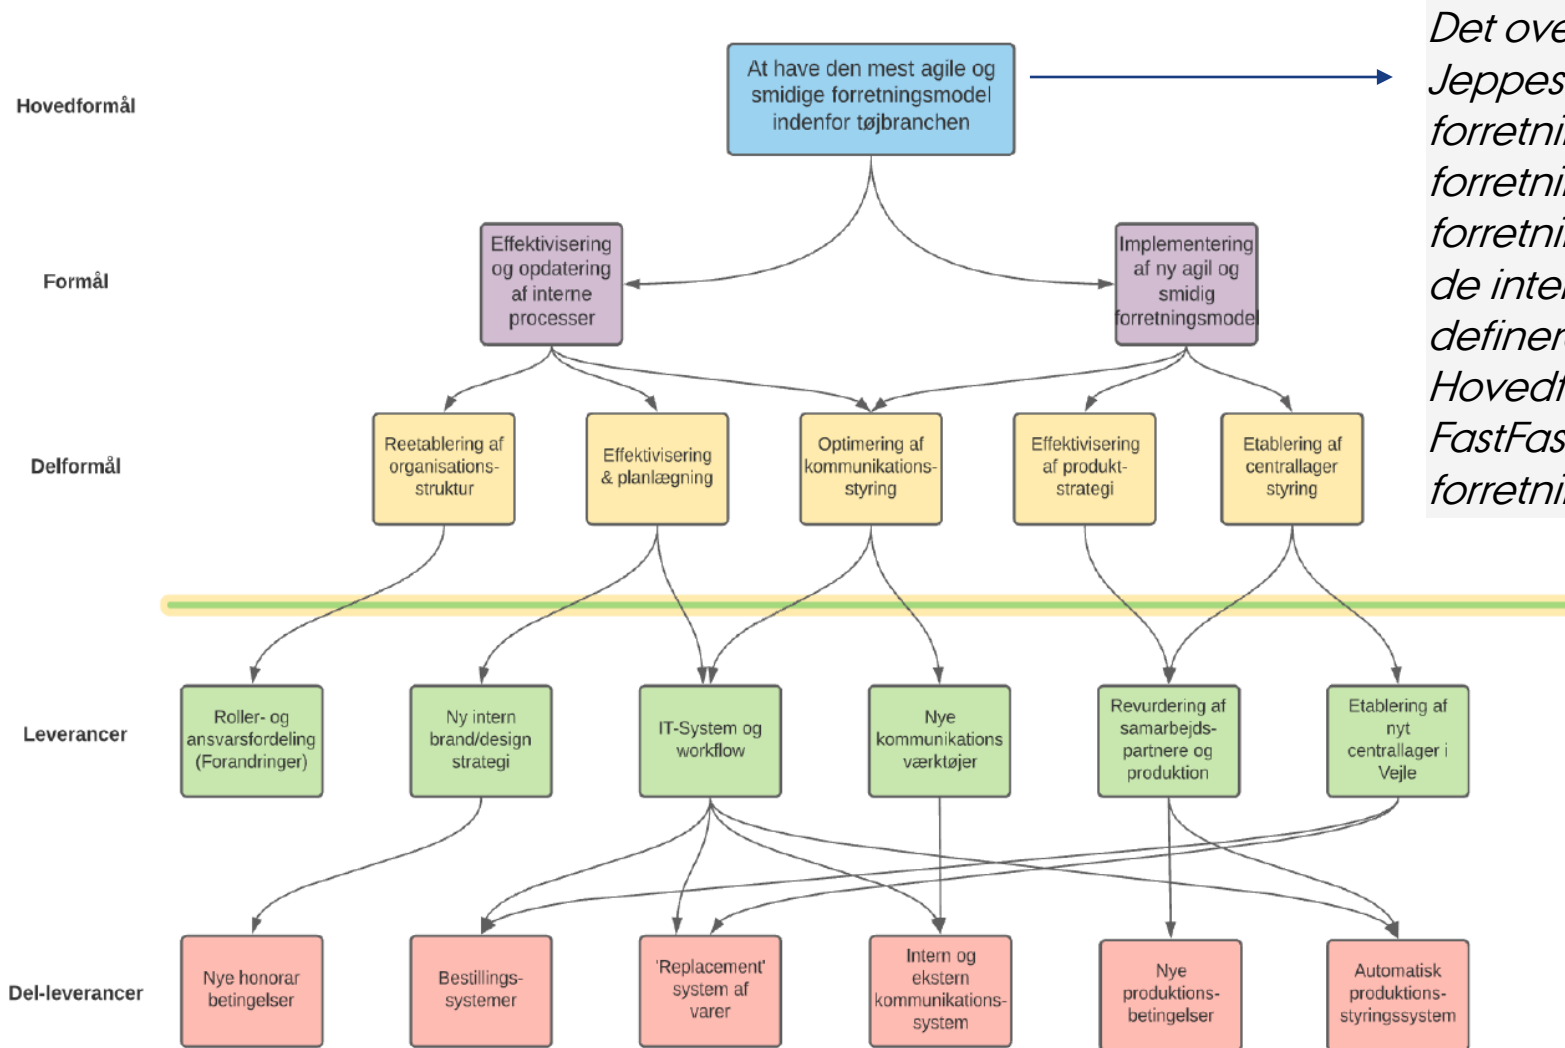 Hovedformål
At have den mest agile og
smidige forretningsmodel
indenfor tøjbranchen
Formål
Effektivisering
og opdatering
af interne
processer
Implementering
af ny agil og
smidig
forretningsmodel
Delformål
Reetablering af
organisations-
struktur
Effektivisering
& planlægning
Optimering af
kommunikations-
styring
Effektivisering
af produkt-
strategi
Etablering af
centrallager
styring
Leverancer
Roller- og
ansvarsfordeling
(Forandringer)
Ny intern
brand/design
strategi
IT-System og
workflow
Nye
kommunikations
værktøjer
Revurdering af
samarbejds-
partnere og
produktion
Etablering af
nyt
centrallager i
Vejle
Del-leverancer
Nye honorar
betingelser
Bestillings-
systemer
'Replacement'
system af
varer
Intern og
ekstern
kommunikations-
system
Nye
produktions-
betingelser
Automatisk
produktions-
styringssystem
Det ove
Jeppes
forretni
forretni
forretni
de inte
define
Hovedf
FastFas
forretni